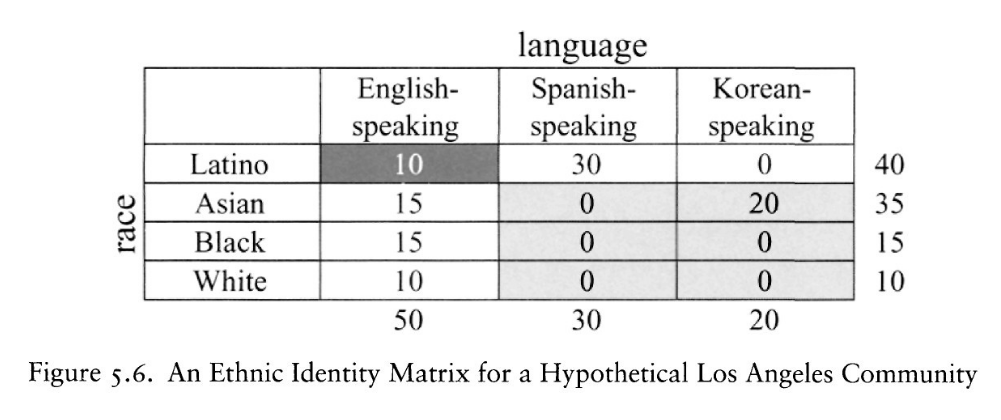 language
English- Spanish- Korean-
speaking speaking speaking
Latino 10 30 0 40
race
Asian 15 0 20 35
Black 15 0 0 15
White 10 0 0 10
50 30 20
Figure 5.6. An Ethnic Identity Matrix for a Hypothetical Los Angeles Community